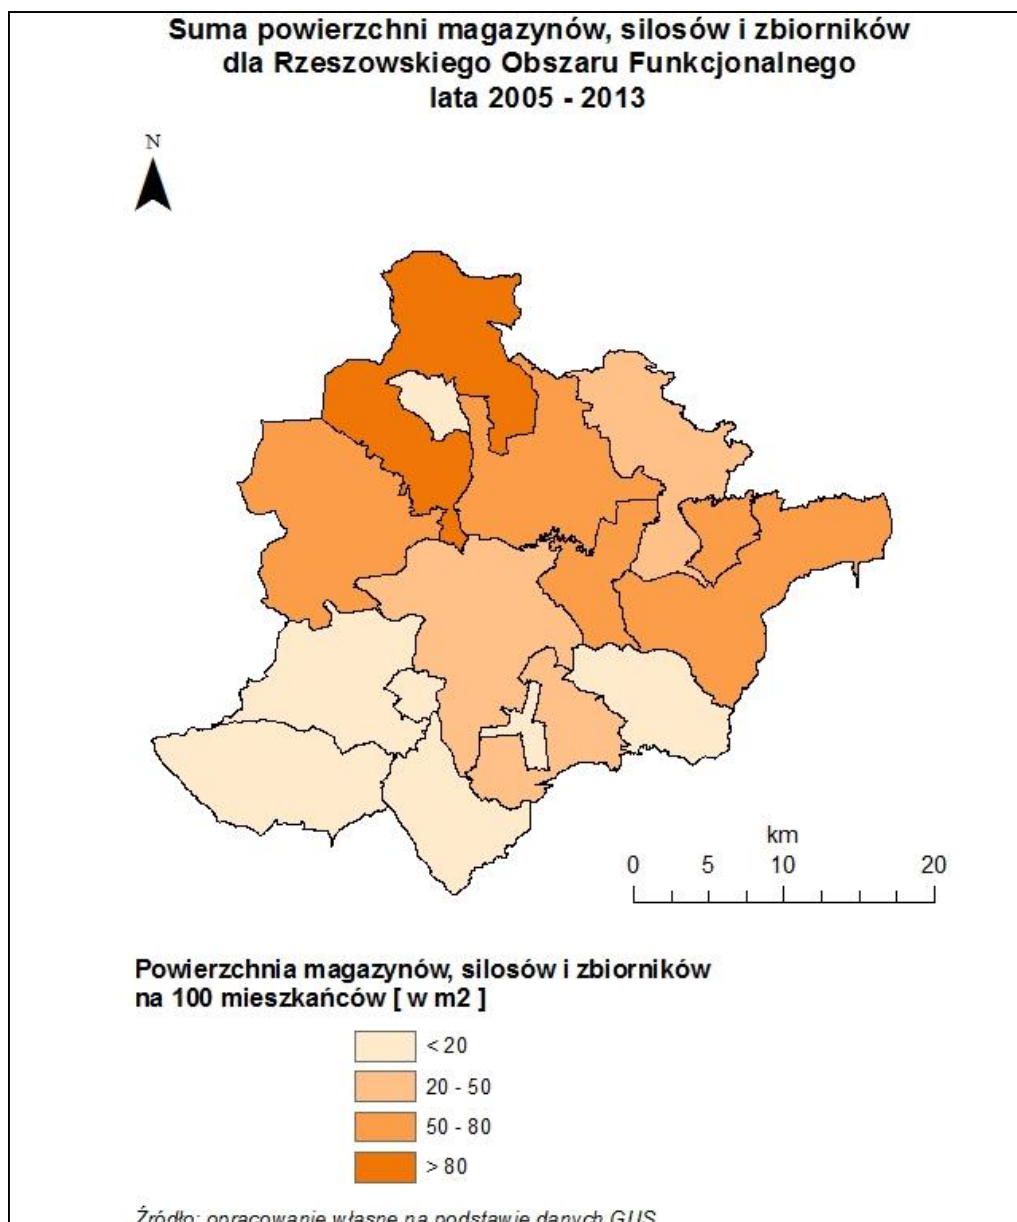 Suma powierzchni magazynów, silosów i zbiorników
dla Rzeszowskiego Obszaru Funkcjonalnego
lata 2005 - 2013
N
km
0 5 10 20
Powierzchnia magazynów, silosów i zbiorników
na 100 mieszkańców [ w m2 ]
< 20
20 - 50
50 - 80
> 80
Źródło: opracowanie własne na podstawie danych GUS